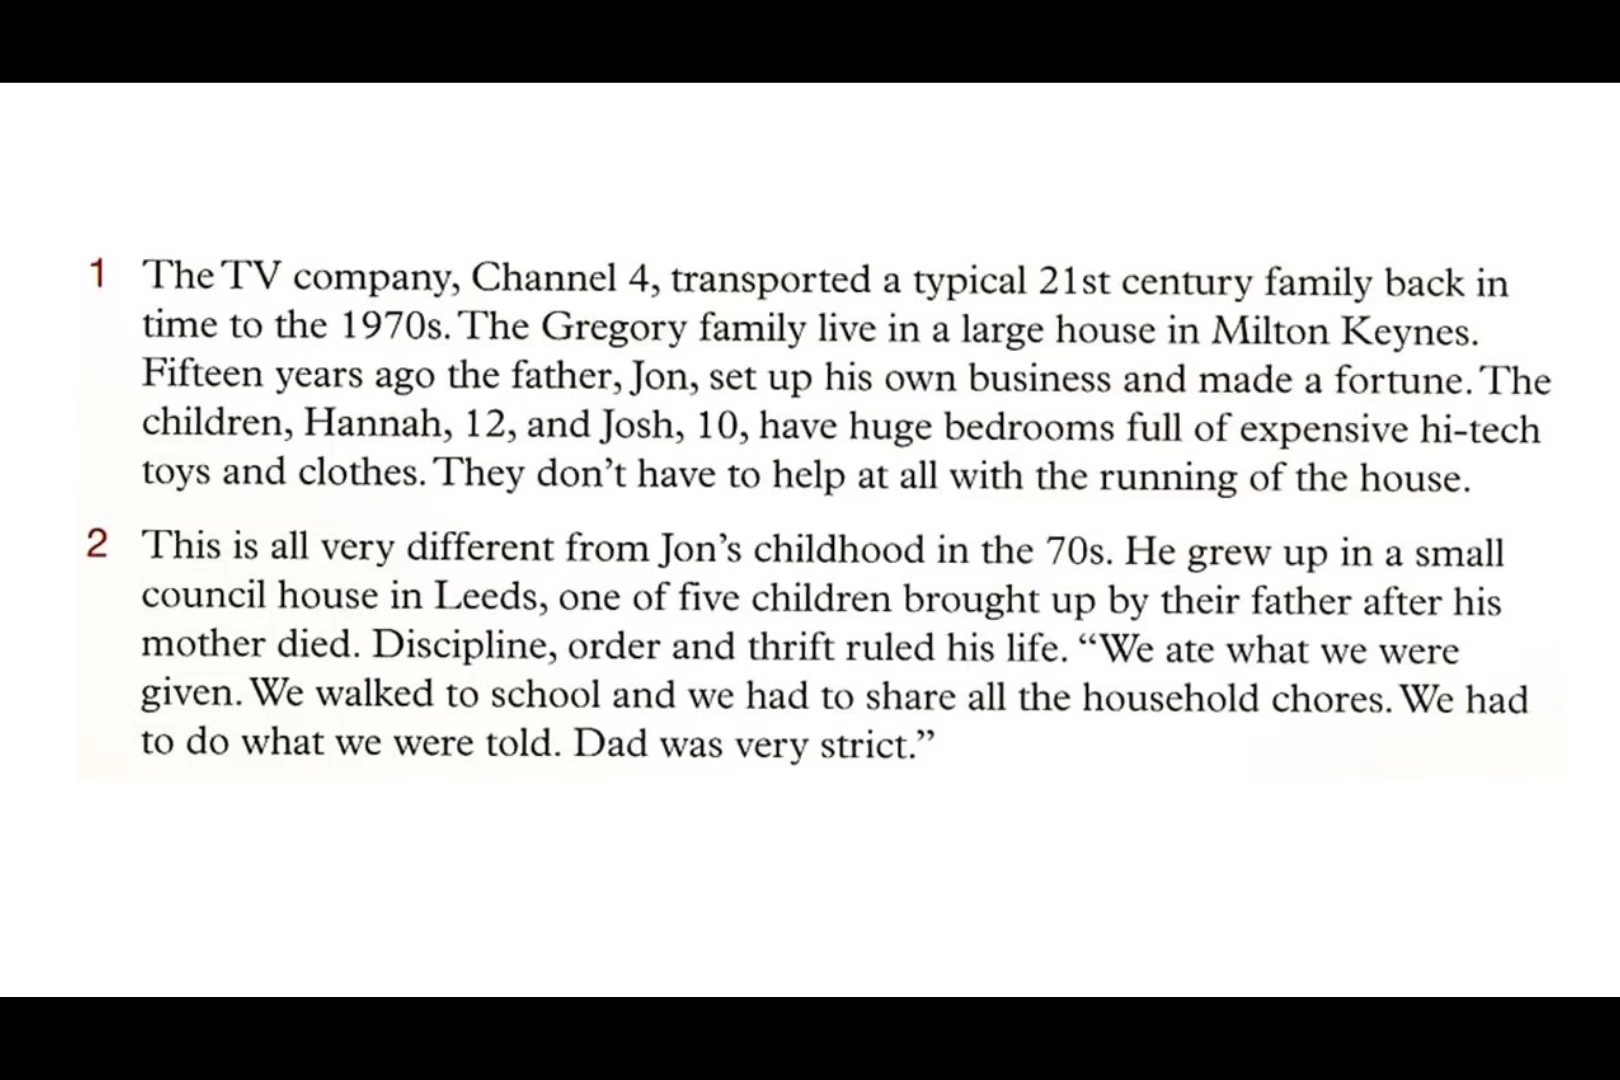 1 The TV company, Channel 4, transported a typical 21st century family back in
time to the 1970s. The Gregory family live in a large house in Milton Keynes.
Fifteen years ago the father, Jon, set up his own business and made a fortune. The
children, Hannah, 12, and Josh, 10, have huge bedrooms full of expensive hi-tech
toys and clothes. They don’t have to help at all with the running of the house.
2 This is all very different from Jon’s childhood in the 70s. He grew up in a small
council house in Leeds, one of five children brought up by their father after his
mother died. Discipline, order and thrift ruled his life. “We ate what we were
given. We walked to school and we had to share all the household chores. We had
to do what we were told. Dad was very strict.”